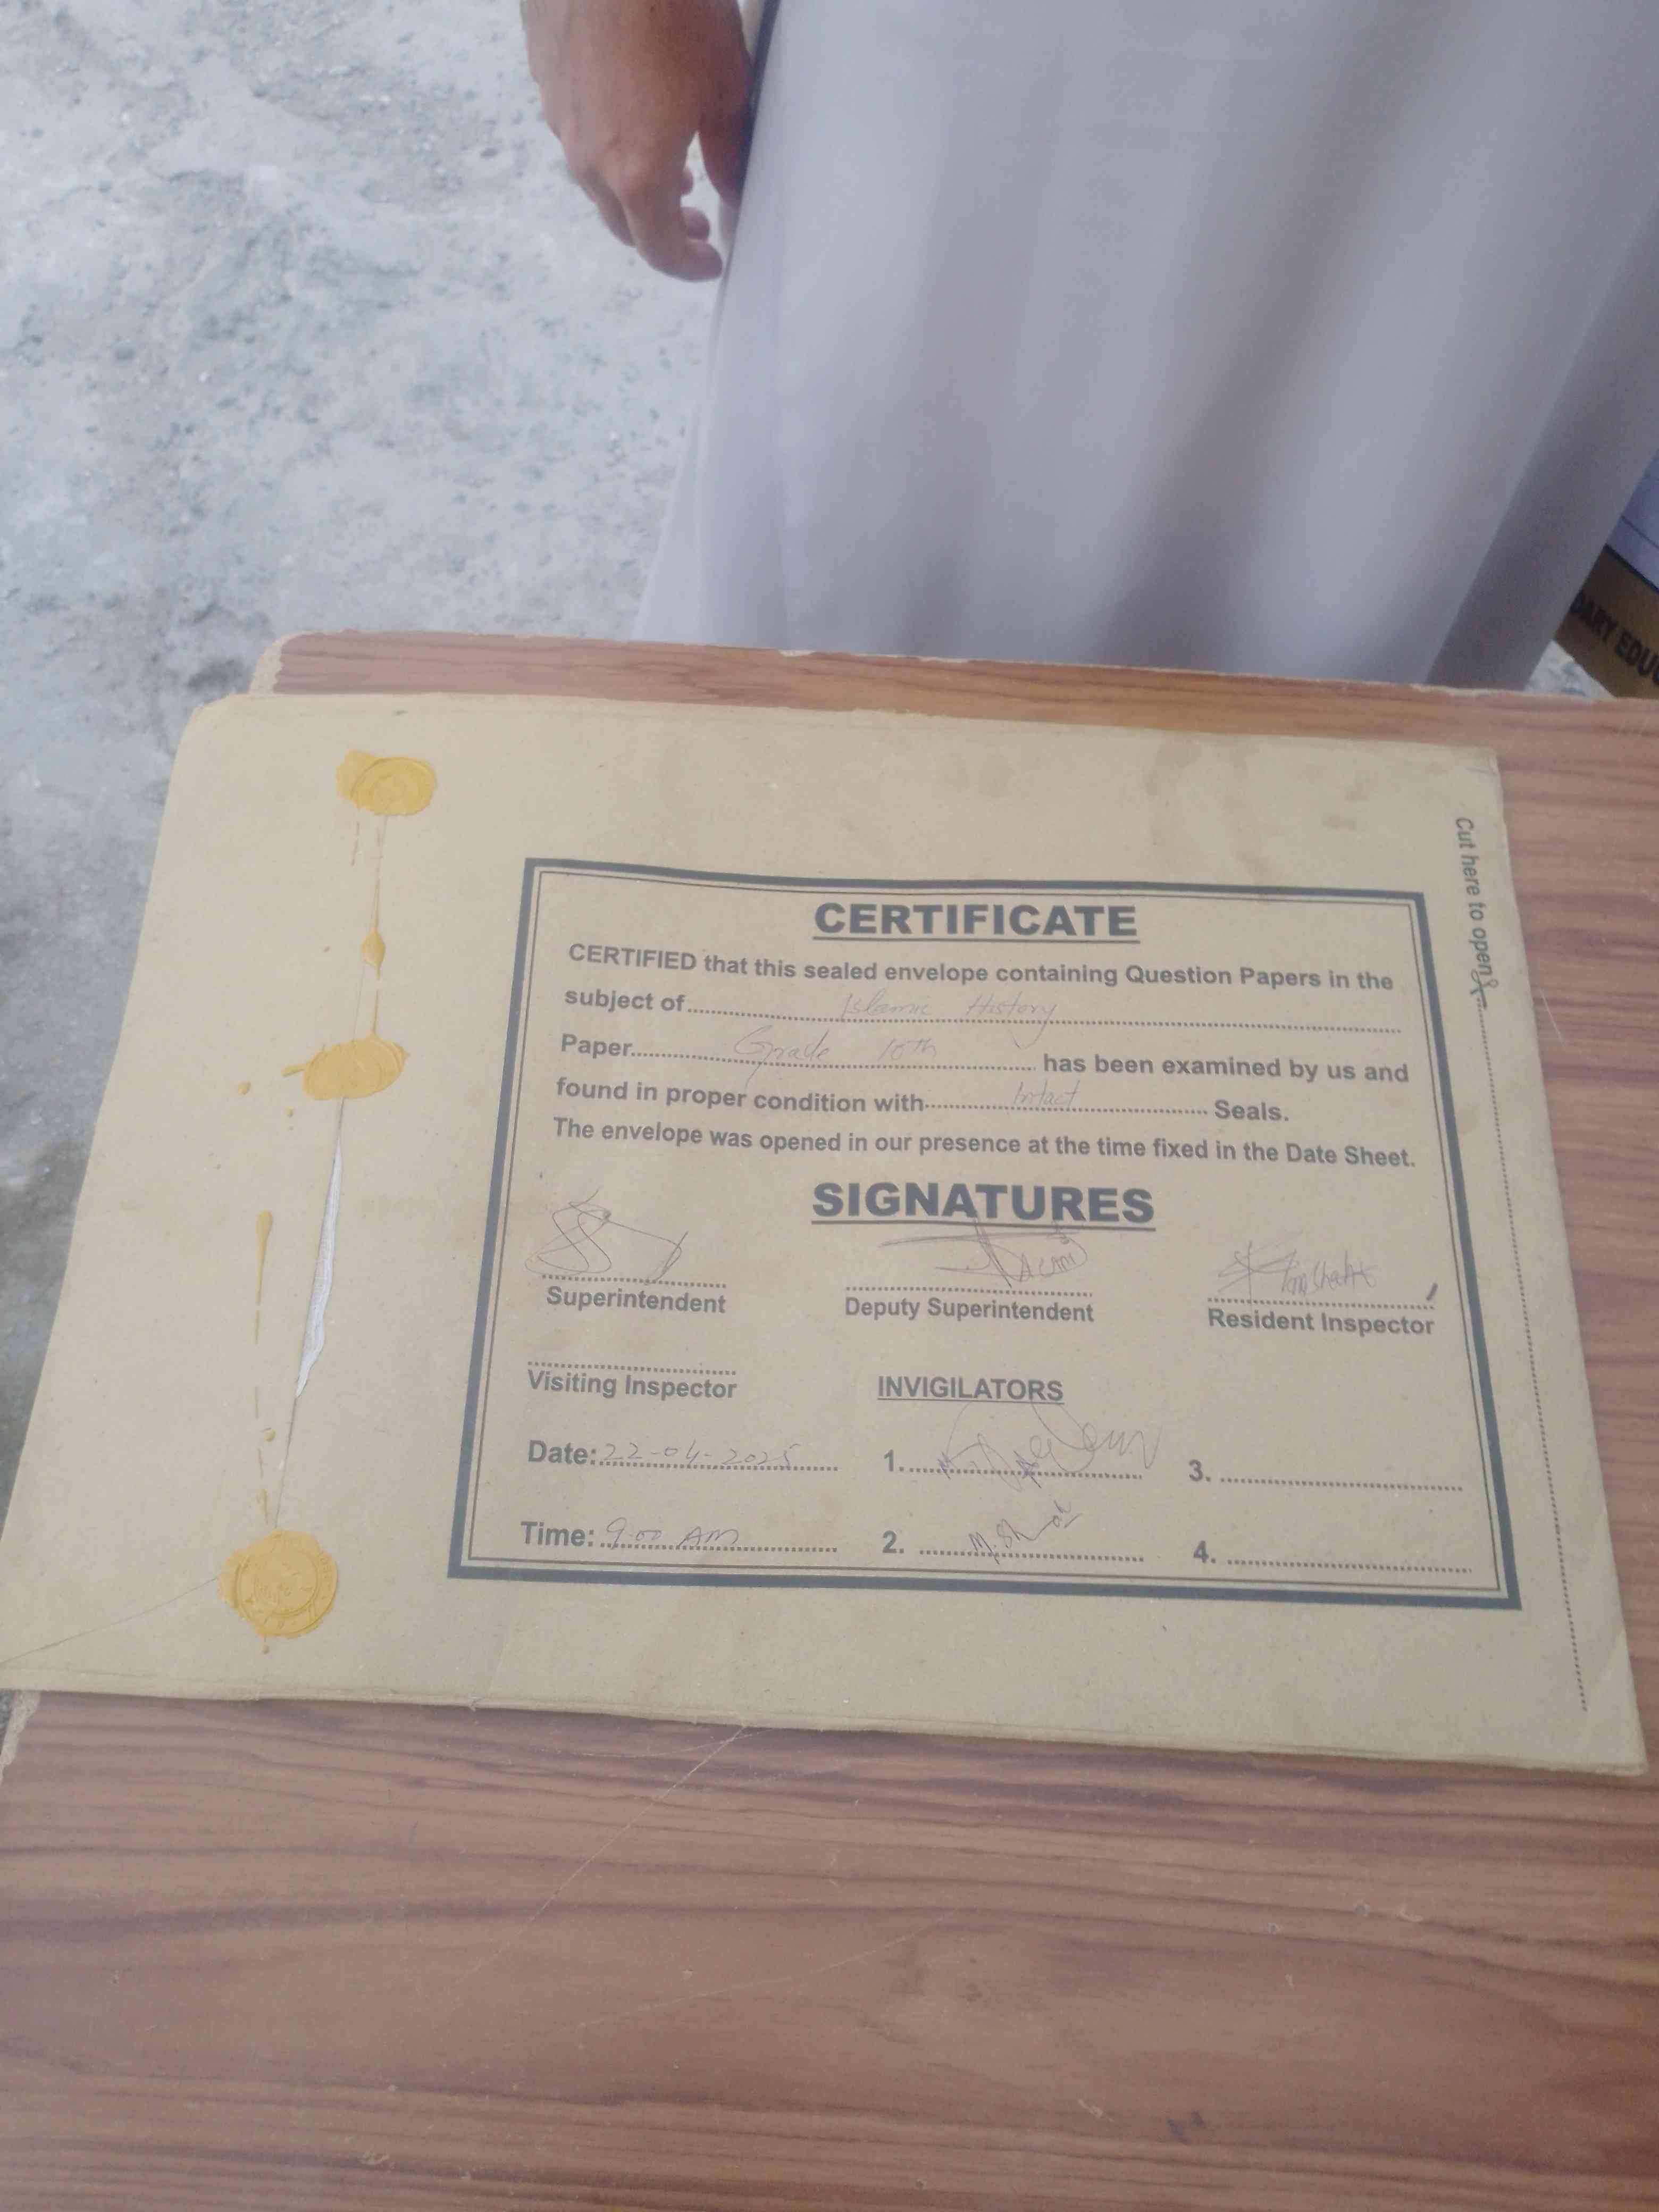 DARY EDUC
Cut here to open
CERTIFICATE
CERTIFIED that this sealed envelope containing Question Papers in the
subject of Islamic History
Paper Grade 10th has been examined by us and
found in proper condition with Intact Seals.
The envelope was opened in our presence at the time fixed in the Date Sheet.
SIGNATURES
Superintendent Deputy Superintendent Resident Inspector
Visiting Inspector INVIGILATORS
Date: 22-04-2025 1. 3.
Time: 9:00 AM 2. 4.